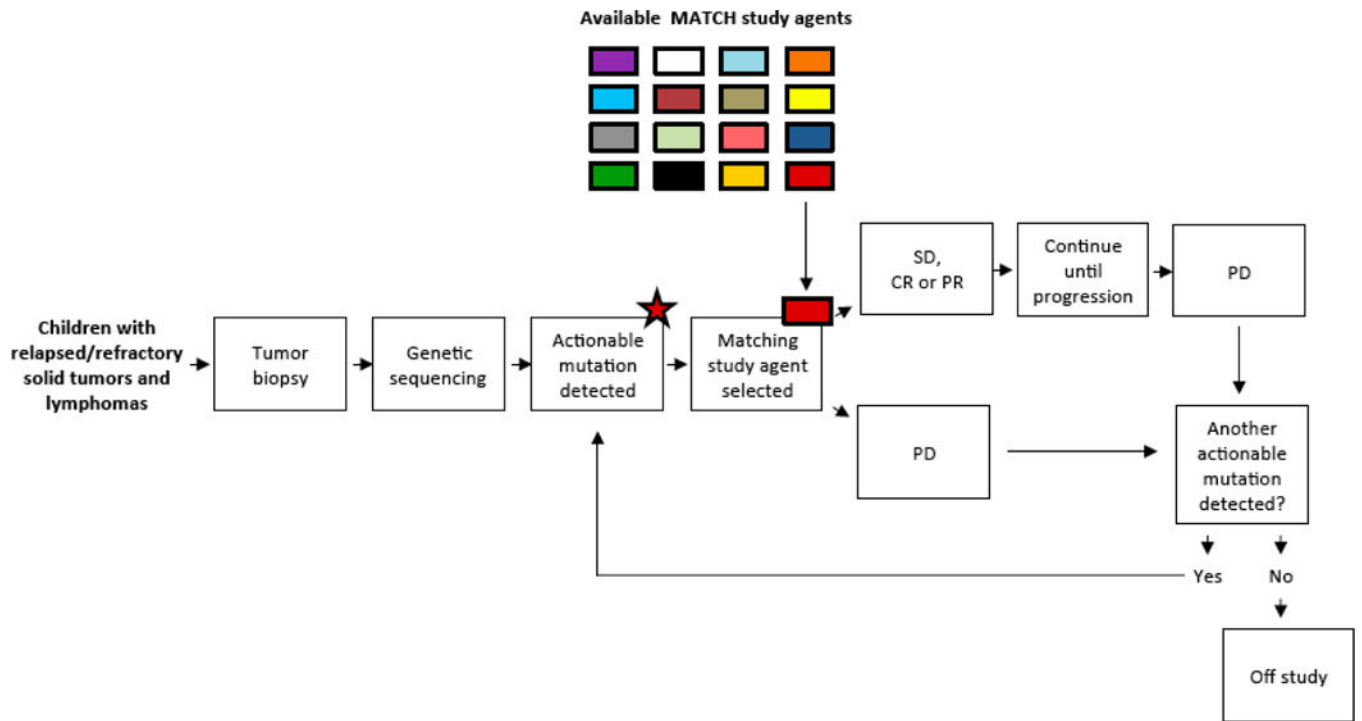 Available MATCH study agents
SD,
CR or PR
Continue
until
progression
PD
Children with
relapsed/refractory
solid tumors and
lymphomas
Tumor
biopsy
Genetic
sequencing
Actionable
mutation
detected
Matching
study agent
selected
PD
Another
actionable
mutation
detected?
Yes
No
Off study